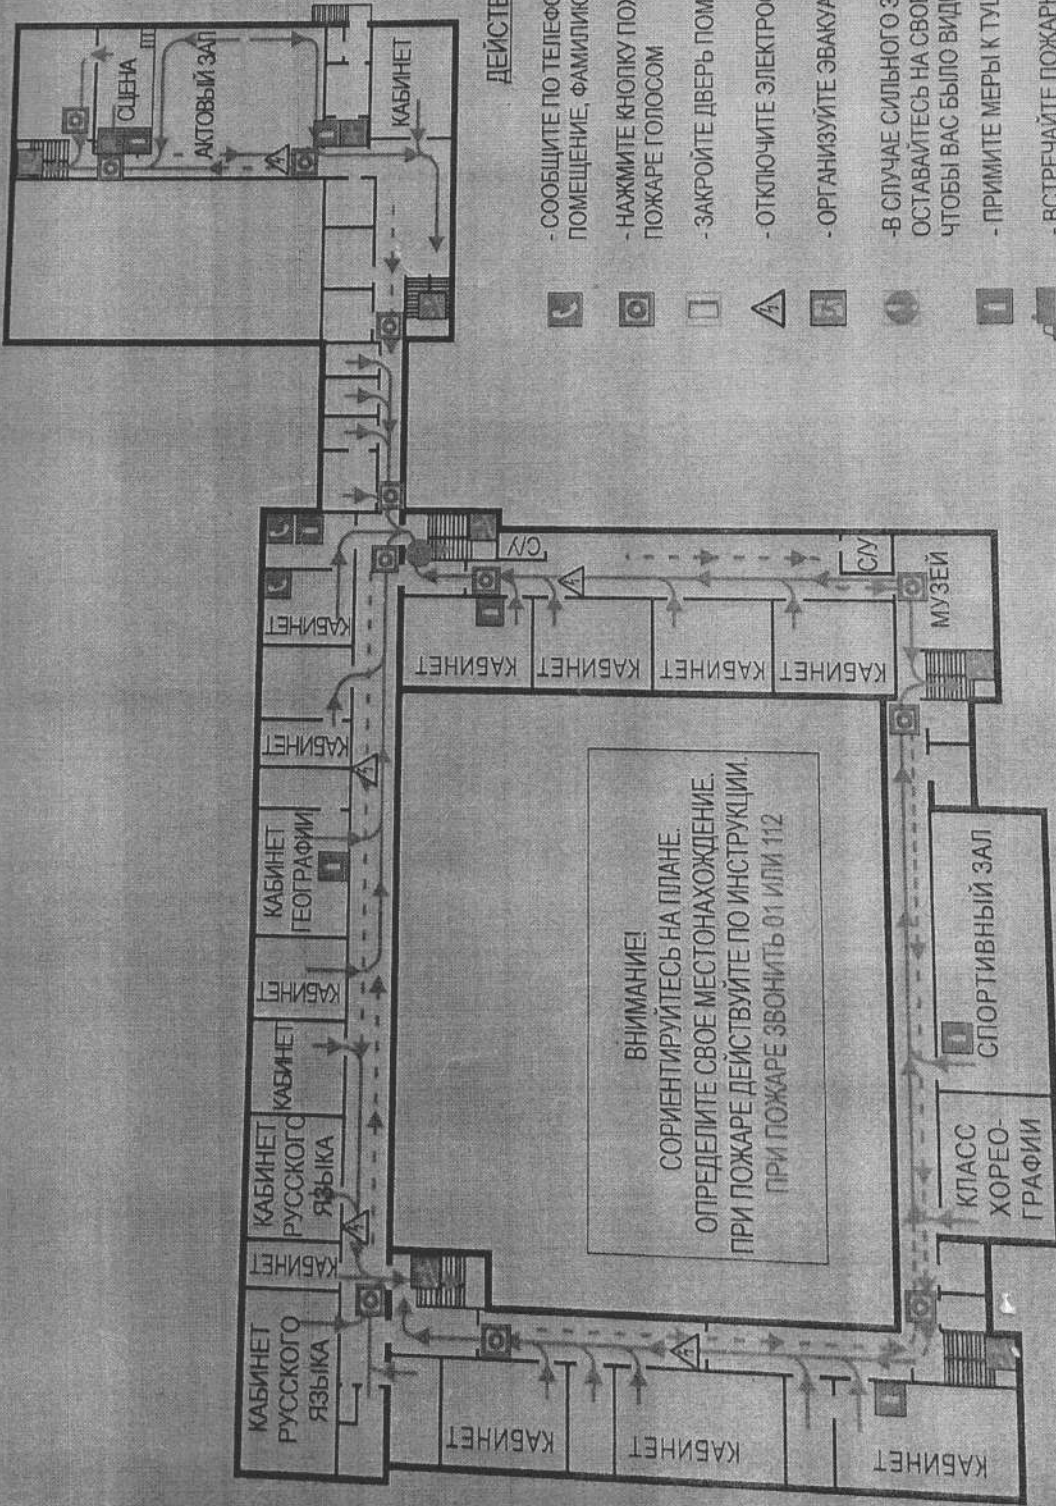 СЦЕНА
АКТОВЫЙ ЗАЛ
КАБИНЕТ
КАБИНЕТ
КАБИНЕТ
КАБИНЕТ
ГЕОГРАФИИ
КАБИНЕТ
КАБИНЕТ
КАБИНЕТ
РУССКОГО
ЯЗЫКА
КАБИНЕТ
КАБИНЕТ
РУССКОГО
ЯЗЫКА
С/У
КАБИНЕТ
КАБИНЕТ
КАБИНЕТ
КАБИНЕТ
С/У
МУЗЕЙ
КАБИНЕТ
КАБИНЕТ
КАБИНЕТ
СПОРТИВНЫЙ ЗАЛ
КЛАСС
ХОРЕО-
ГРАФИИ
ВНИМАНИЕ!
СОРИЕНТИРУЙТЕСЬ НА ПЛАНЕ.
ОПРЕДЕЛИТЕ СВОЕ МЕСТОНАХОЖДЕНИЕ.
ПРИ ПОЖАРЕ ДЕЙСТВУЙТЕ ПО ИНСТРУКЦИИ.
ПРИ ПОЖАРЕ ЗВОНИТЬ 01 ИЛИ 112
ДЕЙСТВ
- СООБЩИТЕ ПО ТЕЛЕФО
ПОМЕЩЕНИЕ, ФАМИЛИЮ
- НАЖМИТЕ КНОПКУ ПОЖ
ПОЖАРЕ ГОЛОСОМ
- ЗАКРОЙТЕ ДВЕРЬ ПОМ
- ОТКЛЮЧИТЕ ЭЛЕКТРО
- ОРГАНИЗУЙТЕ ЭВАКУА
-В СЛУЧАЕ СИЛЬНОГО З
ОСТАВАЙТЕСЬ НА СВО
ЧТОБЫ ВАС БЫЛО ВИД
- ПРИМИТЕ МЕРЫ К ТУШ
- ВСТРЕЧАЙТЕ ПОЖАРН